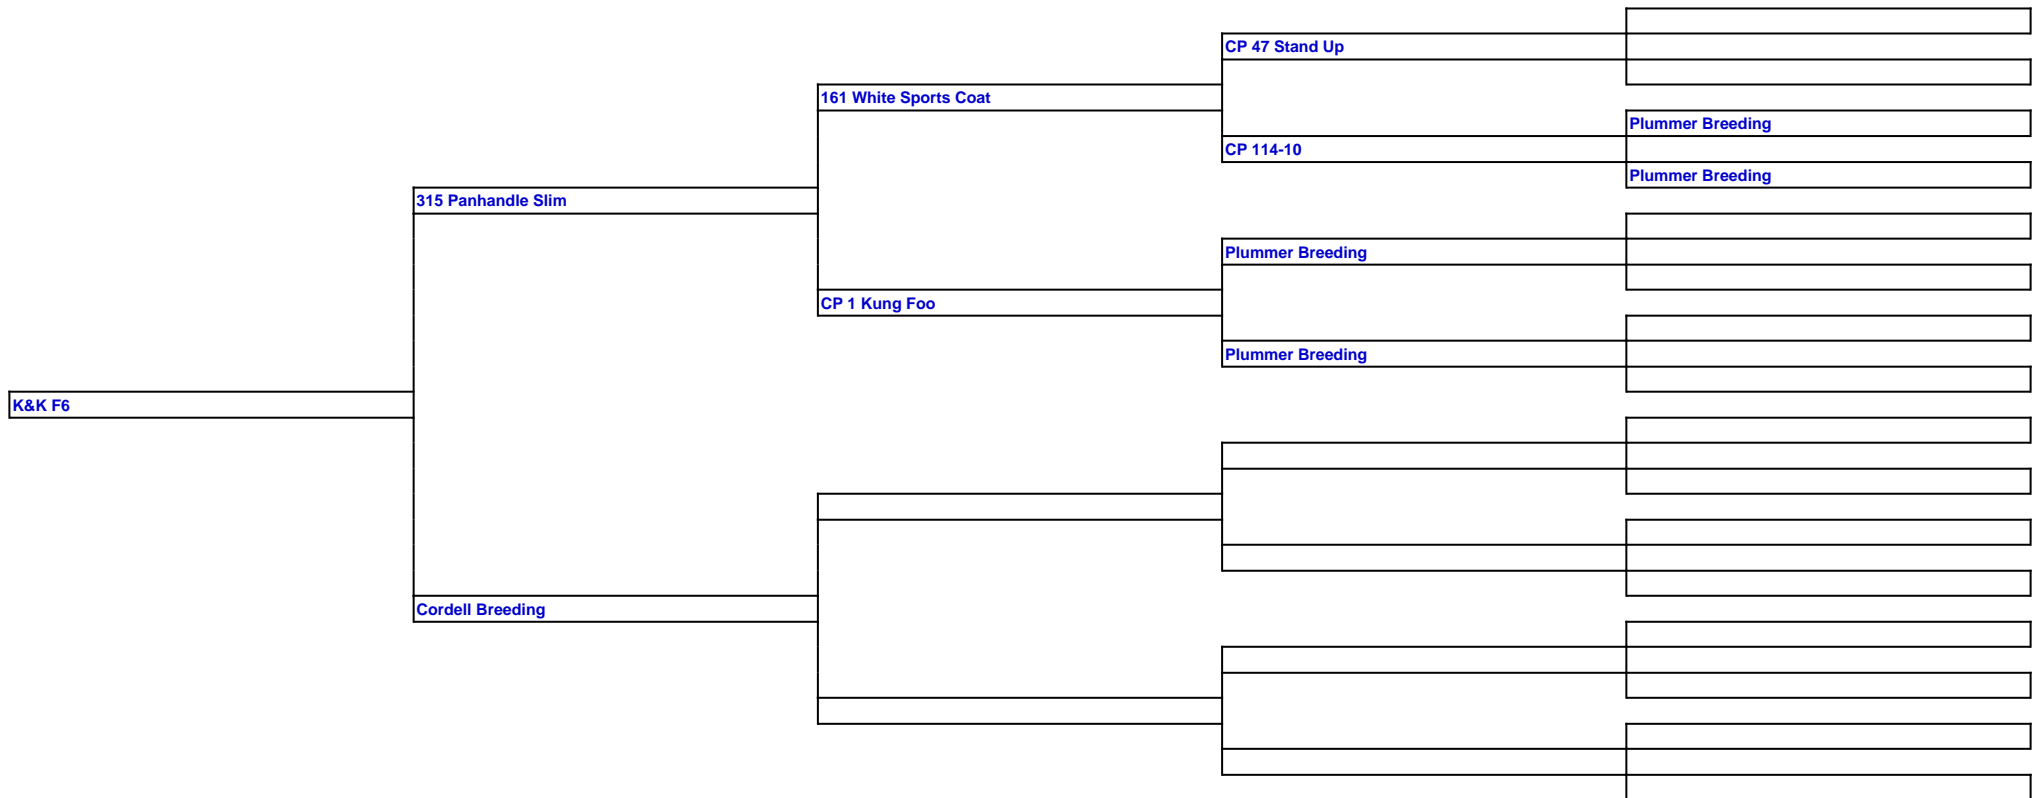 CP 47 Stand Up
161 White Sports Coat
Plummer Breeding
CP 114-10
Plummer Breeding
315 Panhandle Slim
Plummer Breeding
CP 1 Kung Foo
Plummer Breeding
K&K F6
Cordell Breeding